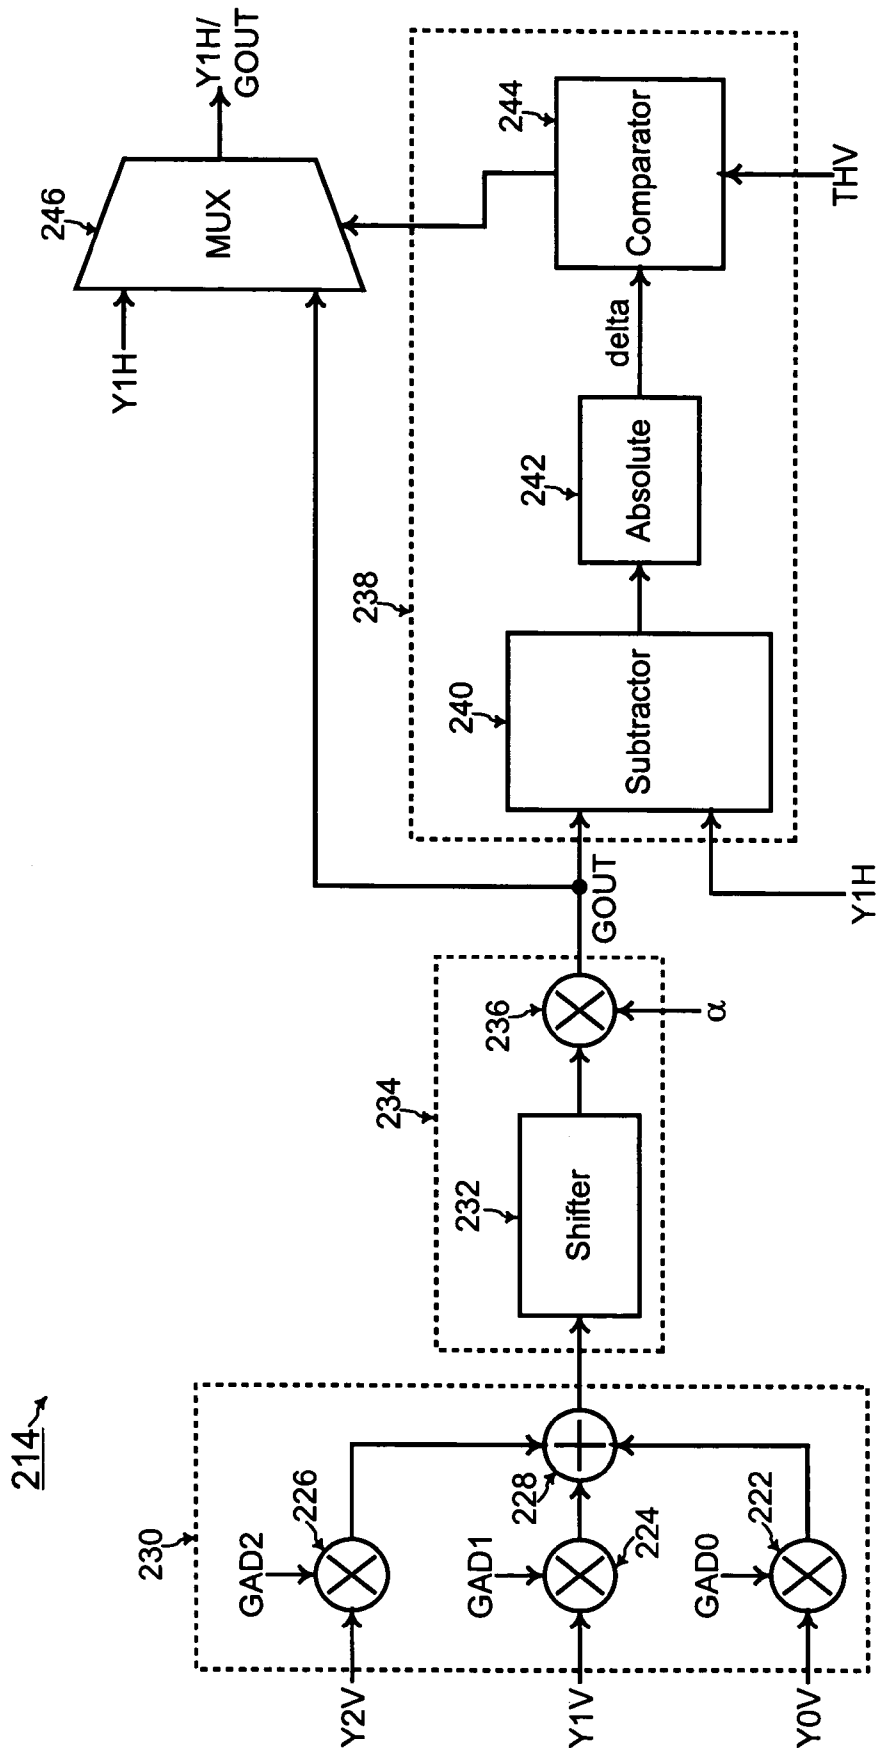 214
230
Y2V
GAD2
226
Y1V
GAD1
224
228
Y0V
GAD0
222
234
232
Shifter
236
α
GOUT
238
Y1H
240
Subtractor
242
Absolute
delta
244
Comparator
THV
Y1H
246
MUX
Y1H/
GOUT